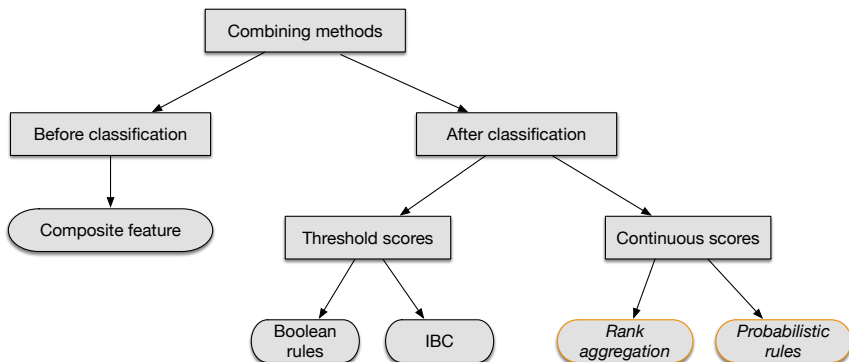 Combining methods
Before classification
After classification
Composite feature
Threshold scores
Continuous scores
Boolean
rules
IBC
Rank
aggregation
Probabilistic
rules